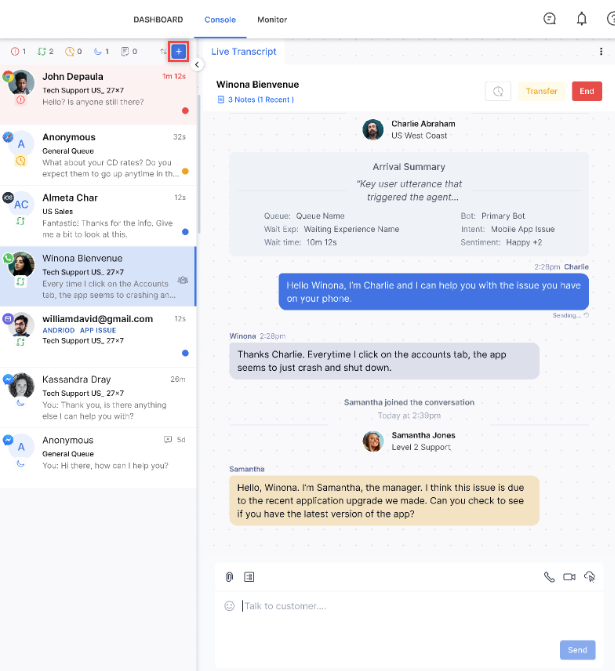 DASHBOARD Console Monitor
1 2 0 1 0
Live Transcript
John Depaula 1m 12s
Tech Support US_ 27x7
Hello? Is anyone still there?
A
Anonymous 32s
General Queue
What about your CD rates? Do you
expect them to go up anytime in th...
AC
Almeta Char 12s
US Sales
Fantastic: Thanks for the info. Give
me a bit to look at this.
Winona Bienvenue
Tech Support US_ 27x7
Every time I click on the Accounts
tab, the app seems to crashing an...
williamdavid@gmail.com 12s
ANDRIOD APP ISSUE
Tech Support US_ 27x7
Kassandra Dray 26m
Tech Support US_ 27x7
You: Thank you, is there anything
else I can help you with?
A
Anonymous 5d
General Queue
You: Hi there, how can I help you?
Winona Bienvenue
3 Notes (1 Recent)
Transfer End
Charlie Abraham
US West Coast
Arrival Summary
"Key user utterance that
triggered the agent...
Queue: Queue Name Bot: Primary Bot
Wait Exp: Waiting Experience Name Intent: Mobile App Issue
Wait time: 10m 12s Sentiment: Happy +2
2:29pm Charlie
Hello Winona, I'm Charlie and I can help you with the issue you have
on your phone.
Sending...
Winona 2:28pm
Thanks Charlie. Everytime I click on the accounts tab, the app
seems to just crash and shut down.
Samantha joined the conversation
Today at 2:39pm
Samantha Jones
Level 2 Support
Samantha
Hello, Winona. I'm Samantha, the manager. I think this issue is due
to the recent application upgrade we made. Can you check to see
if you have the latest version of the app?
Talk to customer....
Send